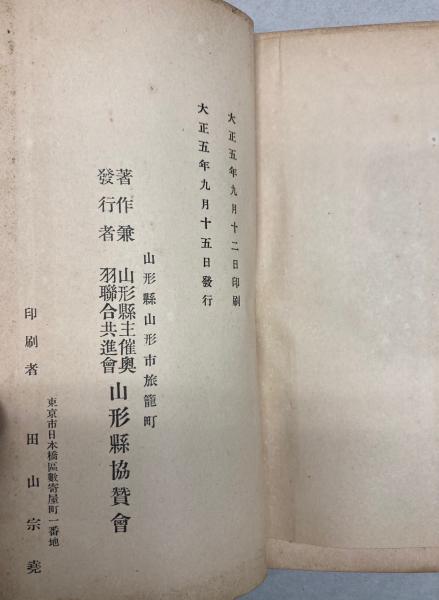 大正五年九月十二日印刷
大正五年九月十五日發行
山形縣山形市旅籠町
著作兼
發行者
山形縣主催奧
羽聯合共進會
山形縣協贊會
東京市日本橋區數寄屋町一番地
印刷者 田山宗堯